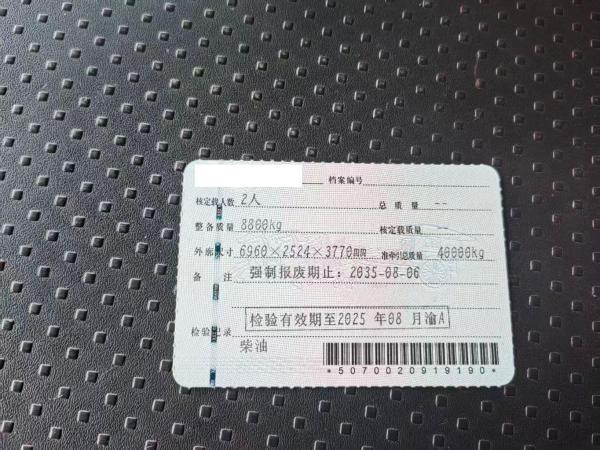 档案编号
核定载人数 2人 总质量 --
整备质量 8800kg 核定载质量
外廓尺寸 6960×2524×3770mm 准牵引总质量 40000kg
备注 强制报废期止：2035-08-06
检验有效期至2025 年08 月渝A
检验记录
柴油
*5070020919190*